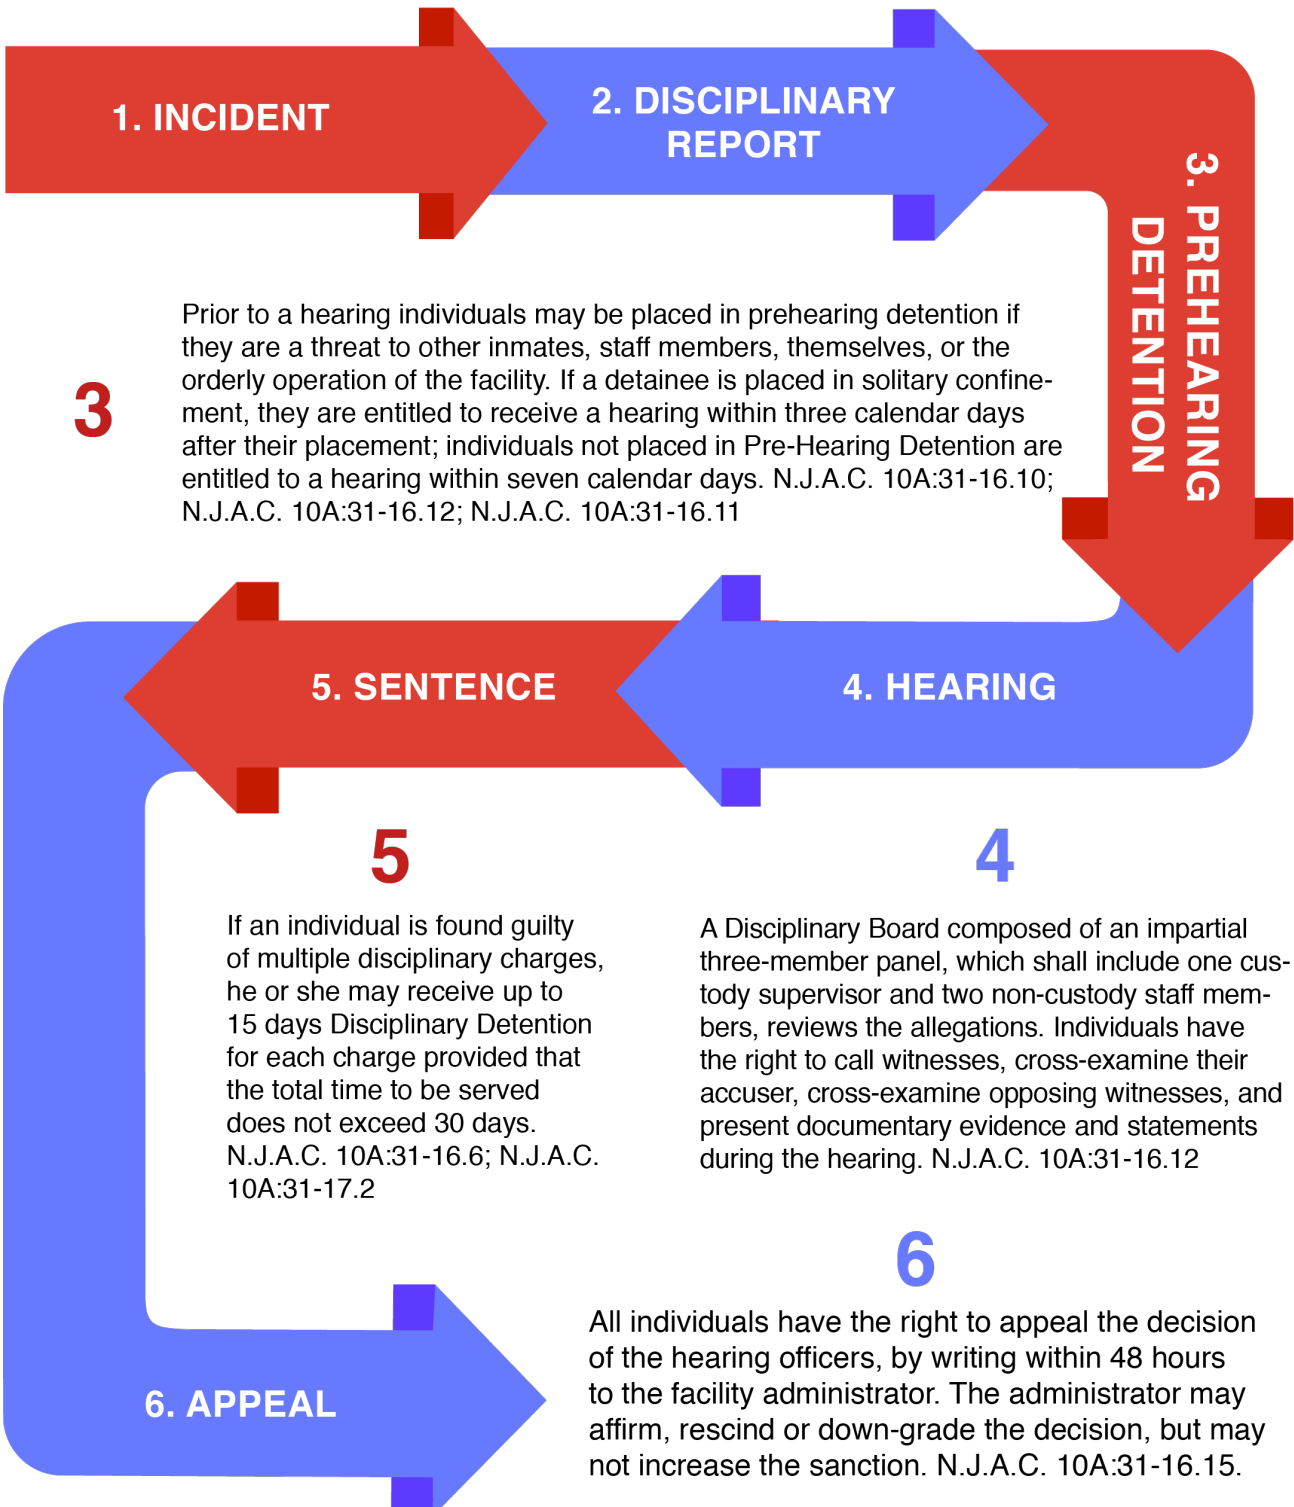 1. INCIDENT
2. DISCIPLINARY
REPORT
3. PREHEARING
DETENTION
3
Prior to a hearing individuals may be placed in prehearing detention if
they are a threat to other inmates, staff members, themselves, or the
orderly operation of the facility. If a detainee is placed in solitary confine-
ment, they are entitled to receive a hearing within three calendar days
after their placement; individuals not placed in Pre-Hearing Detention are
entitled to a hearing within seven calendar days. N.J.A.C. 10A:31-16.10;
N.J.A.C. 10A:31-16.12; N.J.A.C. 10A:31-16.11
4. HEARING
5. SENTENCE
5
If an individual is found guilty
of multiple disciplinary charges,
he or she may receive up to
15 days Disciplinary Detention
for each charge provided that
the total time to be served
does not exceed 30 days.
N.J.A.C. 10A:31-16.6; N.J.A.C.
10A:31-17.2
4
A Disciplinary Board composed of an impartial
three-member panel, which shall include one cus-
tody supervisor and two non-custody staff mem-
bers, reviews the allegations. Individuals have
the right to call witnesses, cross-examine their
accuser, cross-examine opposing witnesses, and
present documentary evidence and statements
during the hearing. N.J.A.C. 10A:31-16.12
6. APPEAL
6
All individuals have the right to appeal the decision
of the hearing officers, by writing within 48 hours
to the facility administrator. The administrator may
affirm, rescind or down-grade the decision, but may
not increase the sanction. N.J.A.C. 10A:31-16.15.